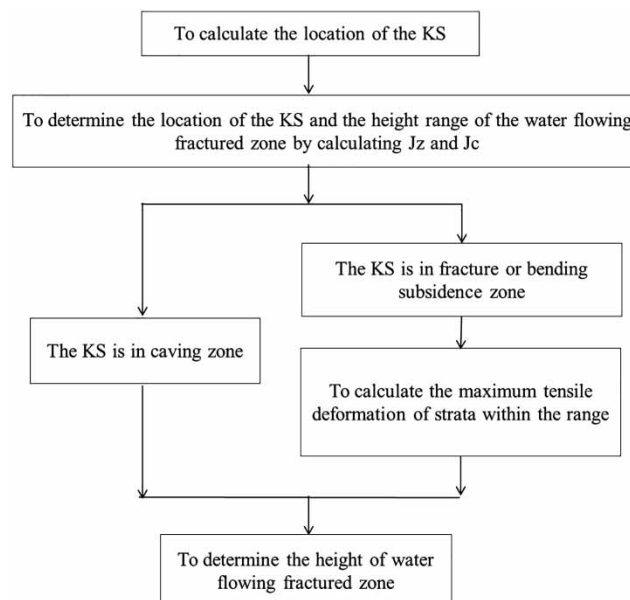 To calculate the location of the KS
To determine the location of the KS and the height range of the water flowing
fractured zone by calculating Jz and Jc
The KS is in fracture or bending
subsidence zone
The KS is in caving zone
To calculate the maximum tensile
deformation of strata within the range
To determine the height of water
flowing fractured zone